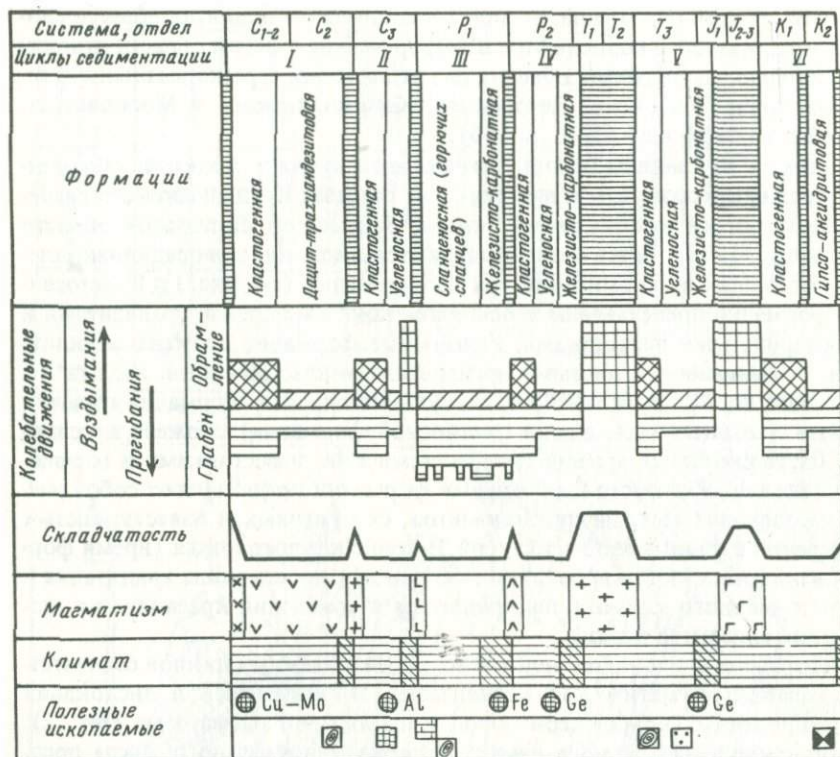 Система, отдел C₁₋₂ C₂ C₃ P₁ P₂ T₁ T₂ T₃ J₁ J₂₋₃ K₁ K₂
Циклы седиментации I II III IV V VI
Формации
Кластогенная
Дацит-трахиандезитовая
Кластогенная
Угленосная
Сланценосная (горючих сланцев)
Железисто-карбонатная
Кластогенная
Угленосная
Железисто-карбонатная
Кластогенная
Угленосная
Железисто-карбонатная
Кластогенная
Гипсо-ангидритовая
Колебательные движения
Воздымания
Прогибания
Обрамление
Грабен
Складчатость
Магматизм
Климат
Полезные ископаемые
Cu–Mo Al Fe Ge Ge